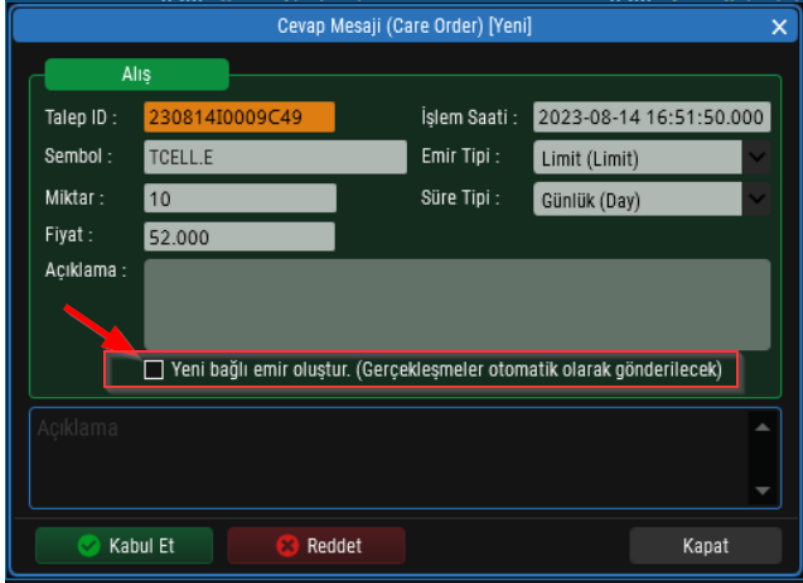 Cevap Mesaji (Care Order) [Yeni]
Alış
Talep ID : 230814I0009C49 İşlem Saati : 2023-08-14 16:51:50.000
Sembol : TCELL.E Emir Tipi : Limit (Limit)
Miktar : 10 Süre Tipi : Günlük (Day)
Fiyat : 52.000
Açıklama :
Yeni bağlı emir oluştur. (Gerçekleşmeler otomatik olarak gönderilecek)
Açıklama
Kabul Et Reddet Kapat